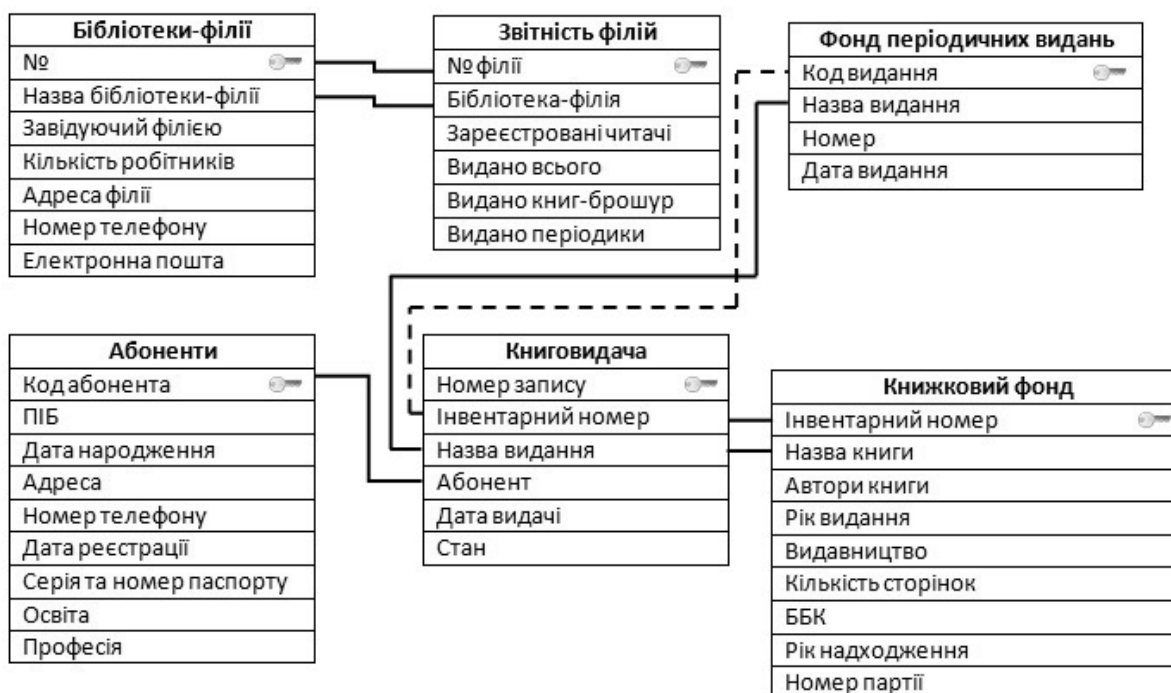 Бібліотеки-філії
№
Назва бібліотеки-філії
Завідуючий філією
Кількість робітників
Адреса філії
Номер телефону
Електронна пошта
Звітність філій
№ філії
Бібліотека-філія
Зареєстровані читачі
Видано всього
Видано книг-брошур
Видано періодики
Фонд періодичних видань
Код видання
Назва видання
Номер
Дата видання
Абоненти
Код абонента
ПІБ
Дата народження
Адреса
Номер телефону
Дата реєстрації
Серія та номер паспорту
Освіта
Професія
Книговидача
Номер запису
Інвентарний номер
Назва видання
Абонент
Дата видачі
Стан
Книжковий фонд
Інвентарний номер
Назва книги
Автори книги
Рік видання
Видавництво
Кількість сторінок
ББК
Рік надходження
Номер партії